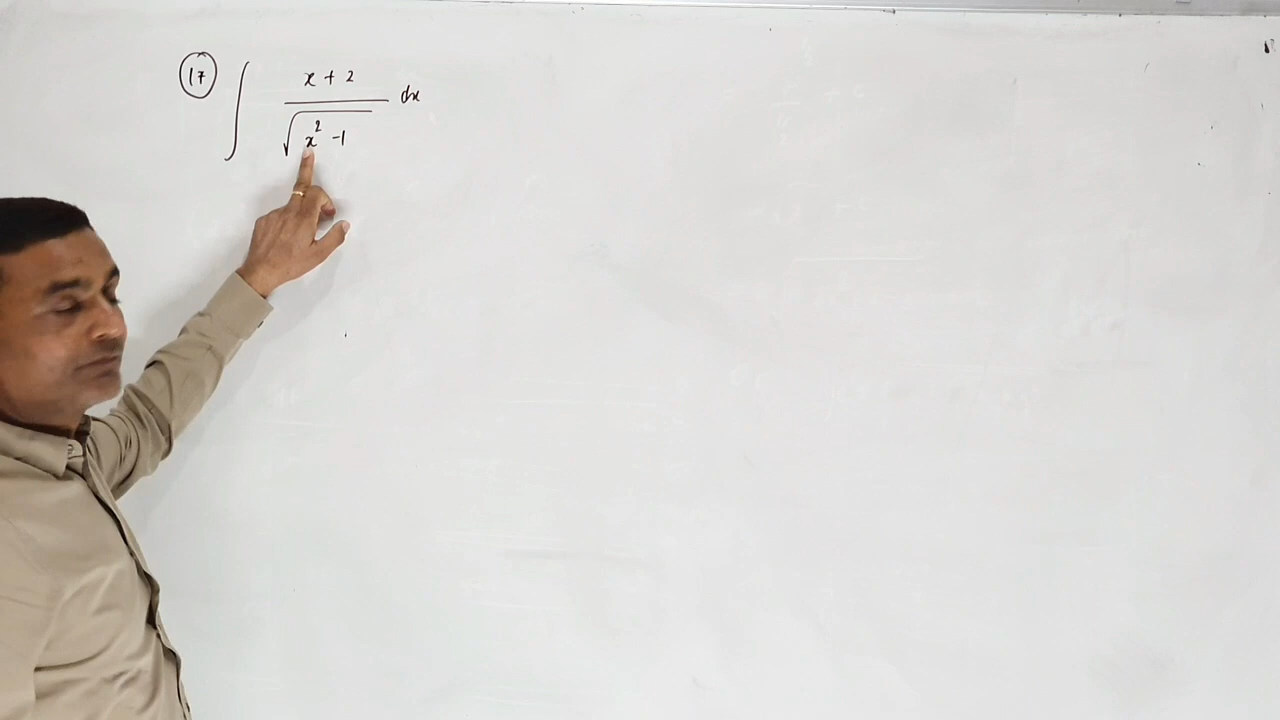 (17) ∫ (x + 2) / √(x² - 1) dx